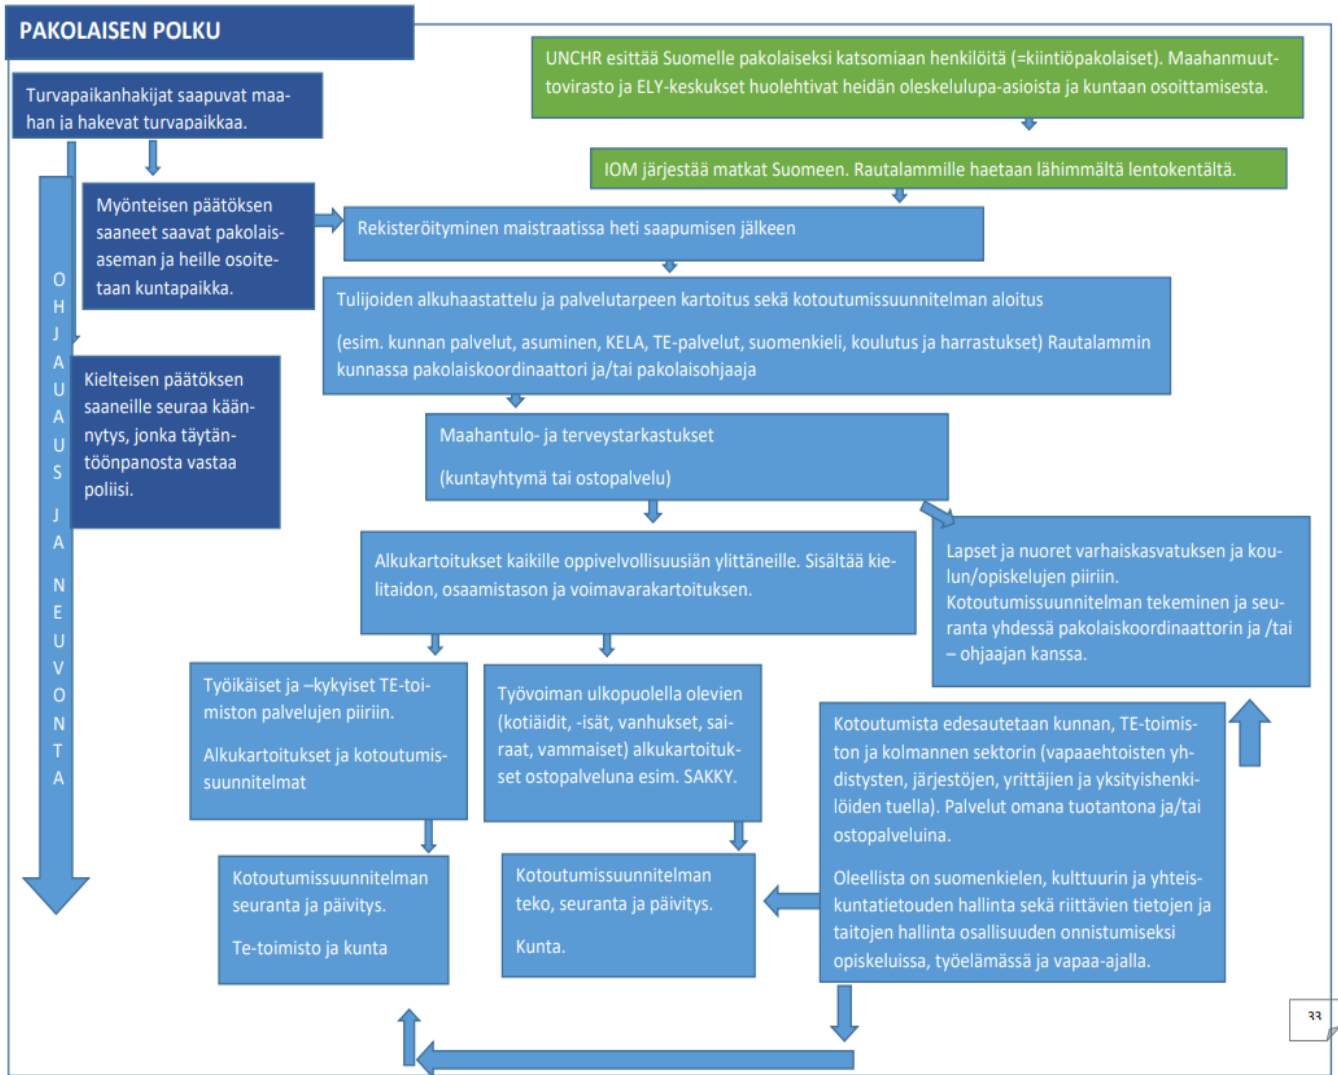 PAKOLAISEN POLKU
UNCHR esittää Suomelle pakolaiseksi katsomiaan henkilöitä (=kiintiöpakolaiset). Maahanmuut-
tovirasto ja ELY-keskukset huolehtivat heidän oleskelulupa-asioista ja kuntaan osoittamisesta.
Turvapaikanhakijat saapuvat maa-
han ja hakevat turvapaikkaa.
IOM järjestää matkat Suomeen. Rautalammille haetaan lähimmältä lentokentältä.
Myönteisen päätöksen
saaneet saavat pakolais-
aseman ja heille osoite-
taan kuntapaikka.
Rekisteröityminen maistraatissa heti saapumisen jälkeen
Tulijoiden alkuhaastattelu ja palvelutarpeen kartoitus sekä kotoutumissuunnitelman aloitus
(esim. kunnan palvelut, asuminen, KELA, TE-palvelut, suomenkieli, koulutus ja harrastukset) Rautalammin
kunnassa pakolaiskoordinaattori ja/tai pakolaisohjaaja
Kielteisen päätöksen
saaneille seuraa kään-
nytys, jonka täytän-
töönpanosta vastaa
poliisi.
OHJAUAUS JA NEUVONTA
Maahantulo- ja terveystarkastukset
(kuntayhtymä tai ostopalvelu)
Alkukartoitukset kaikille oppivelvollisuusiän ylittäneille. Sisältää kie-
litaidon, osaamistason ja voimavarakartoituksen.
Lapset ja nuoret varhaiskasvatuksen ja kou-
lun/opiskelujen piiriin.
Kotoutumissuunnitelman tekeminen ja seu-
ranta yhdessä pakolaiskoordinaattorin ja /tai
– ohjaajan kanssa.
Työikäiset ja –kykyiset TE-toi-
miston palvelujen piiriin.
Alkukartoitukset ja kotoutumis-
suunnitelmat
Työvoiman ulkopuolella olevien
(kotiäidit, -isät, vanhukset, sai-
raat, vammaiset) alkukartoituk-
set ostopalveluna esim. SAKKY.
Kotoutumista edesautetaan kunnan, TE-toimis-
ton ja kolmannen sektorin (vapaaehtoisten yh-
distysten, järjestöjen, yrittäjien ja yksityishenki-
löiden tuella). Palvelut omana tuotantona ja/tai
ostopalveluina.
Oleellista on suomenkielen, kulttuurin ja yhteis-
kuntatietouden hallinta sekä riittävien tietojen ja
taitojen hallinta osallisuuden onnistumiseksi
opiskeluissa, työelämässä ja vapaa-ajalla.
Kotoutumissuunnitelman
seuranta ja päivitys.
Te-toimisto ja kunta
Kotoutumissuunnitelman
teko, seuranta ja päivitys.
Kunta.
33